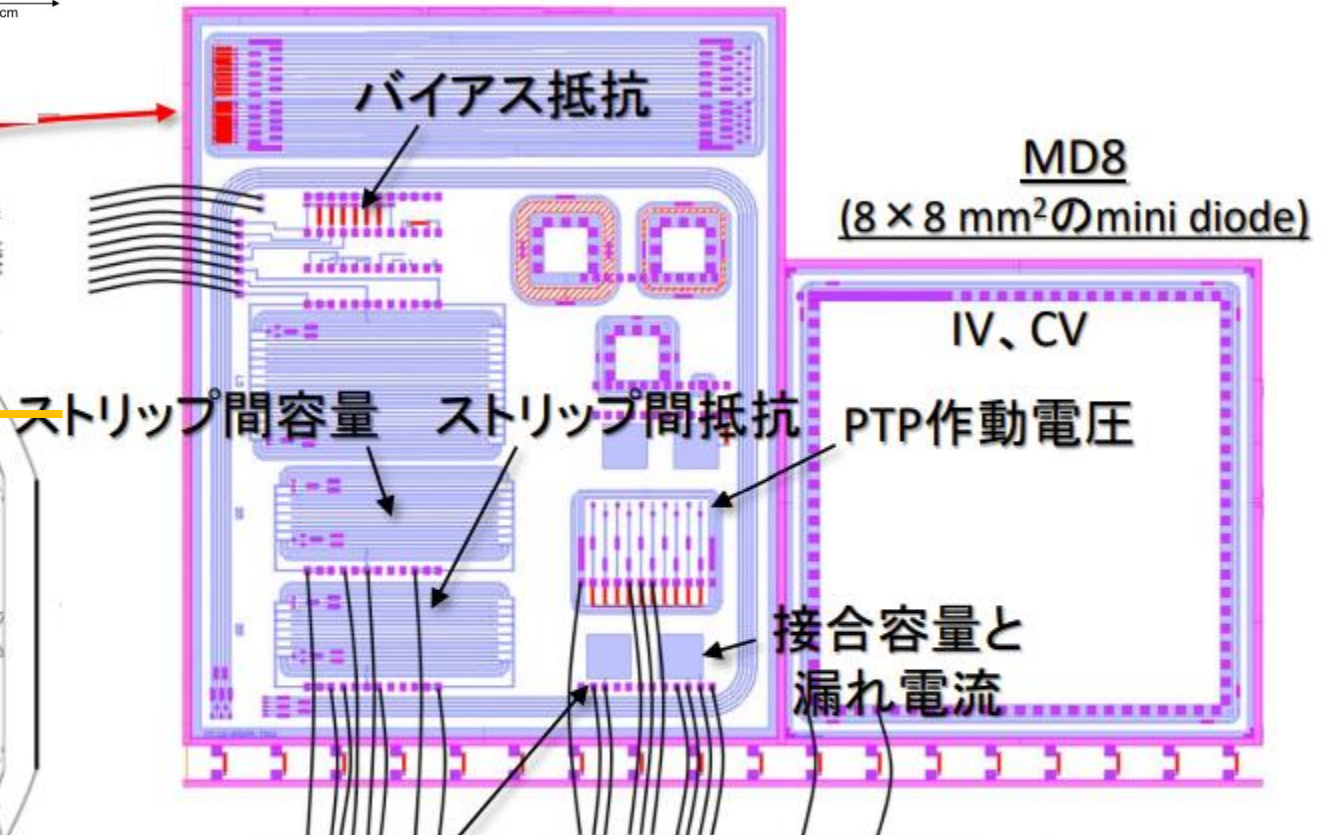 cm
バイアス抵抗
MD8
(8×8 mm²のmini diode)
IV、CV
ストリップ間容量
ストリップ間抵抗
PTP作動電圧
接合容量と
漏れ電流